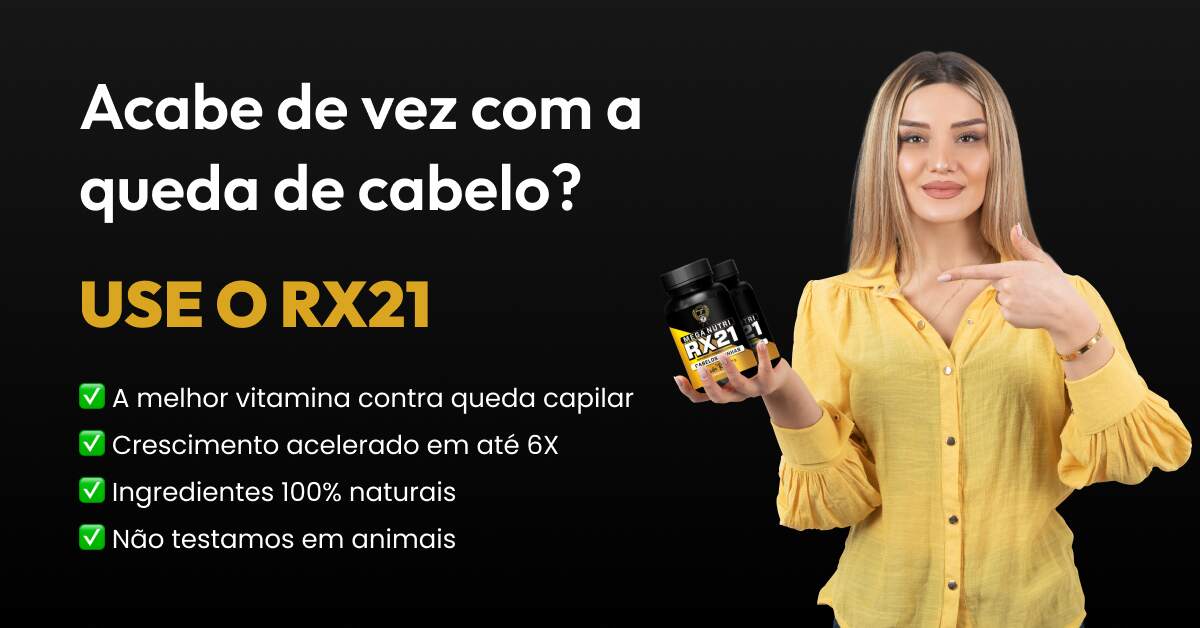 Acabe de vez com a
queda de cabelo?
USE O RX21
✅ A melhor vitamina contra queda capilar
✅ Crescimento acelerado em até 6X
✅ Ingredientes 100% naturais
✅ Não testamos em animais
MEGA NUTRI
RX21
CABELOS